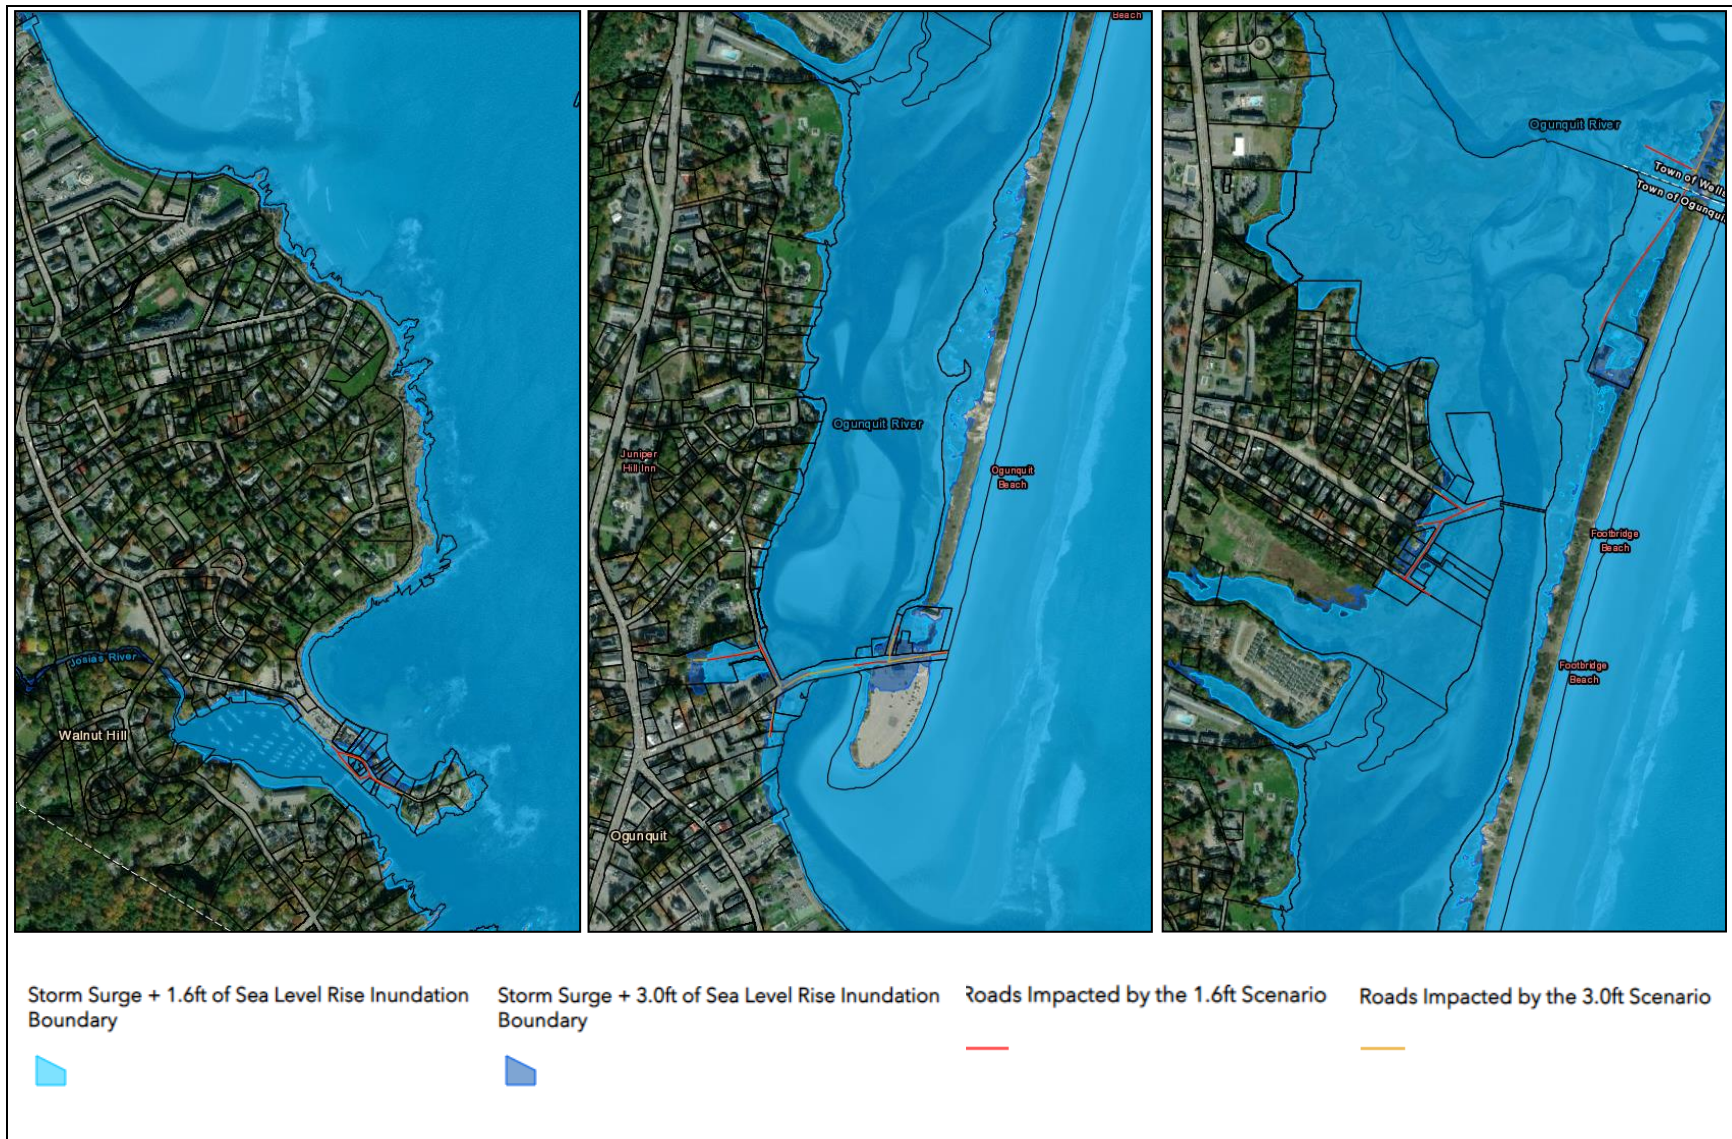 Josias River
Walnut Hill
Beach
Ogunquit River
Juniper
Hill Inn
Ogunquit
Beach
Ogunquit
Ogunquit River
Town of Wells
Town of Ogunqui
Footbridge
Beach
Footbridge
Beach
Storm Surge + 1.6ft of Sea Level Rise Inundation
Boundary
Storm Surge + 3.0ft of Sea Level Rise Inundation
Boundary
Roads Impacted by the 1.6ft Scenario
Roads Impacted by the 3.0ft Scenario